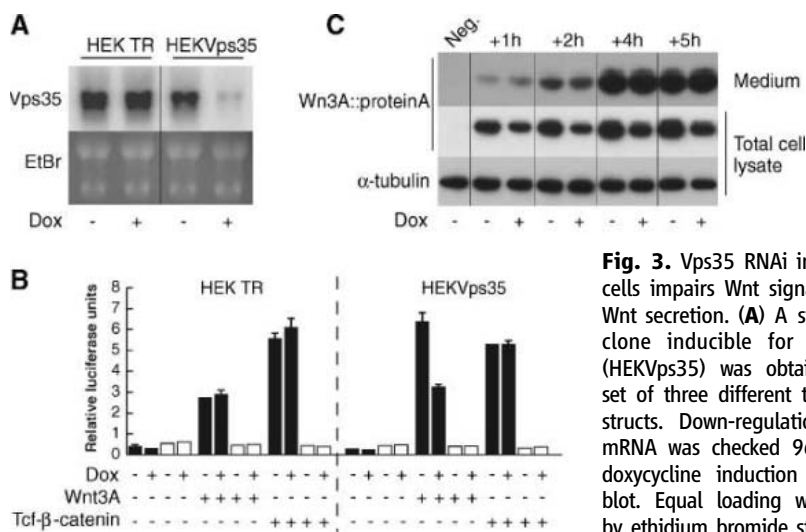 A
HEK TR HEKVps35
Vps35
EtBr
Dox - + - +
C
Neg. +1h +2h +4h +5h
Wn3A::proteinA
Medium
Total cell
lysate
α-tubulin
Dox - - + - + - + - +
B
HEK TR HEKVps35
Relative luciferase units
8
7
6
5
4
3
2
1
0
Dox - + - + - + - + - + - + - + - + - + - + - + - +
Wnt3A - - - - + + + + - - - - - - - - + + + + - - - -
Tcf-β-catenin - - - - - - - - + + + + - - - - - - - - + + + +
Fig. 3. Vps35 RNAi in
cells impairs Wnt signa
Wnt secretion. (A) A s
clone inducible for
(HEKVps35) was obtai
set of three different t
structs. Down-regulatio
mRNA was checked 9
doxycycline induction
blot. Equal loading w
by ethidium bromide s